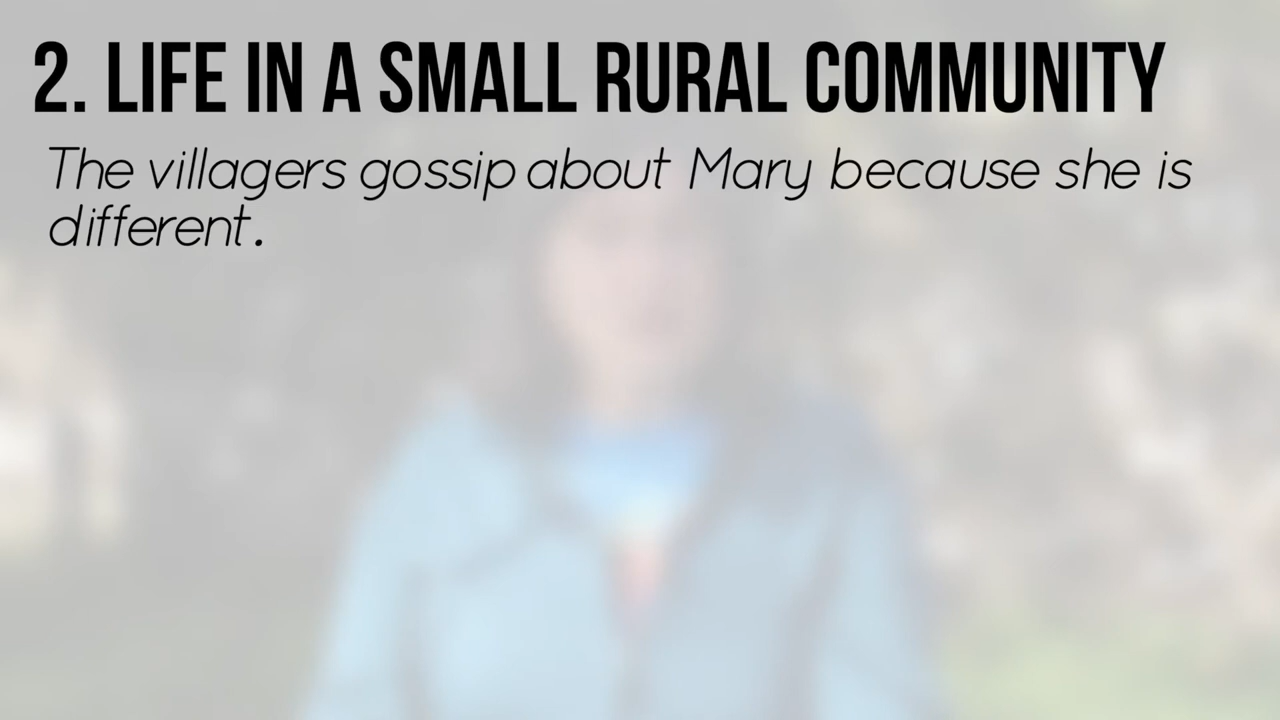 2. LIFE IN A SMALL RURAL COMMUNITY
The villagers gossip about Mary because she is
different.